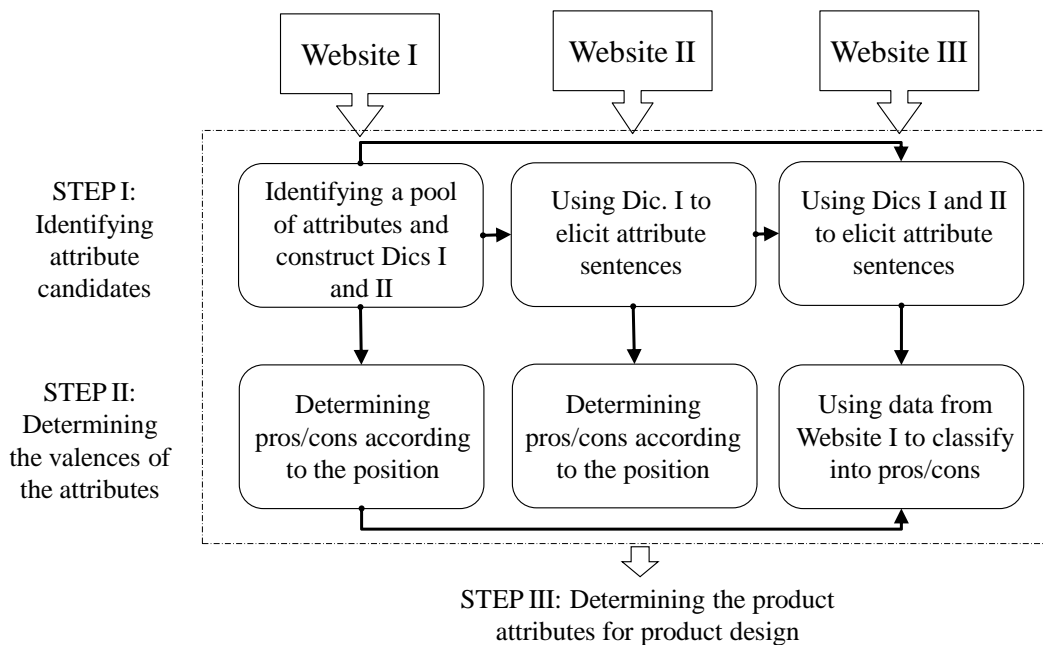 Website I
Website II
Website III
STEP I:
Identifying
attribute
candidates
Identifying a pool
of attributes and
construct Dics I
and II
Using Dic. I to
elicit attribute
sentences
Using Dics I and II
to elicit attribute
sentences
STEP II:
Determining
the valences of
the attributes
Determining
pros/cons according
to the position
Determining
pros/cons according
to the position
Using data from
Website I to classify
into pros/cons
STEP III: Determining the product
attributes for product design